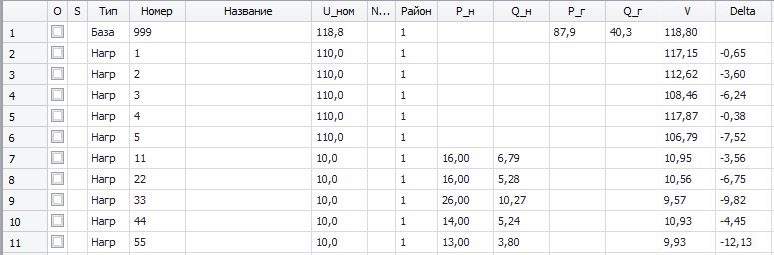 O S Тип Номер Название U_ном N... Район P_н Q_н P_г Q_г V Delta
1 База 999 118,8 1 87,9 40,3 118,80
2 Нагр 1 110,0 1 117,15 -0,65
3 Нагр 2 110,0 1 112,62 -3,60
4 Нагр 3 110,0 1 108,46 -6,24
5 Нагр 4 110,0 1 117,87 -0,38
6 Нагр 5 110,0 1 106,79 -7,52
7 Нагр 11 10,0 1 16,00 6,79 10,95 -3,56
8 Нагр 22 10,0 1 16,00 5,28 10,56 -6,75
9 Нагр 33 10,0 1 26,00 10,27 9,57 -9,82
10 Нагр 44 10,0 1 14,00 5,24 10,93 -4,45
11 Нагр 55 10,0 1 13,00 3,80 9,93 -12,13